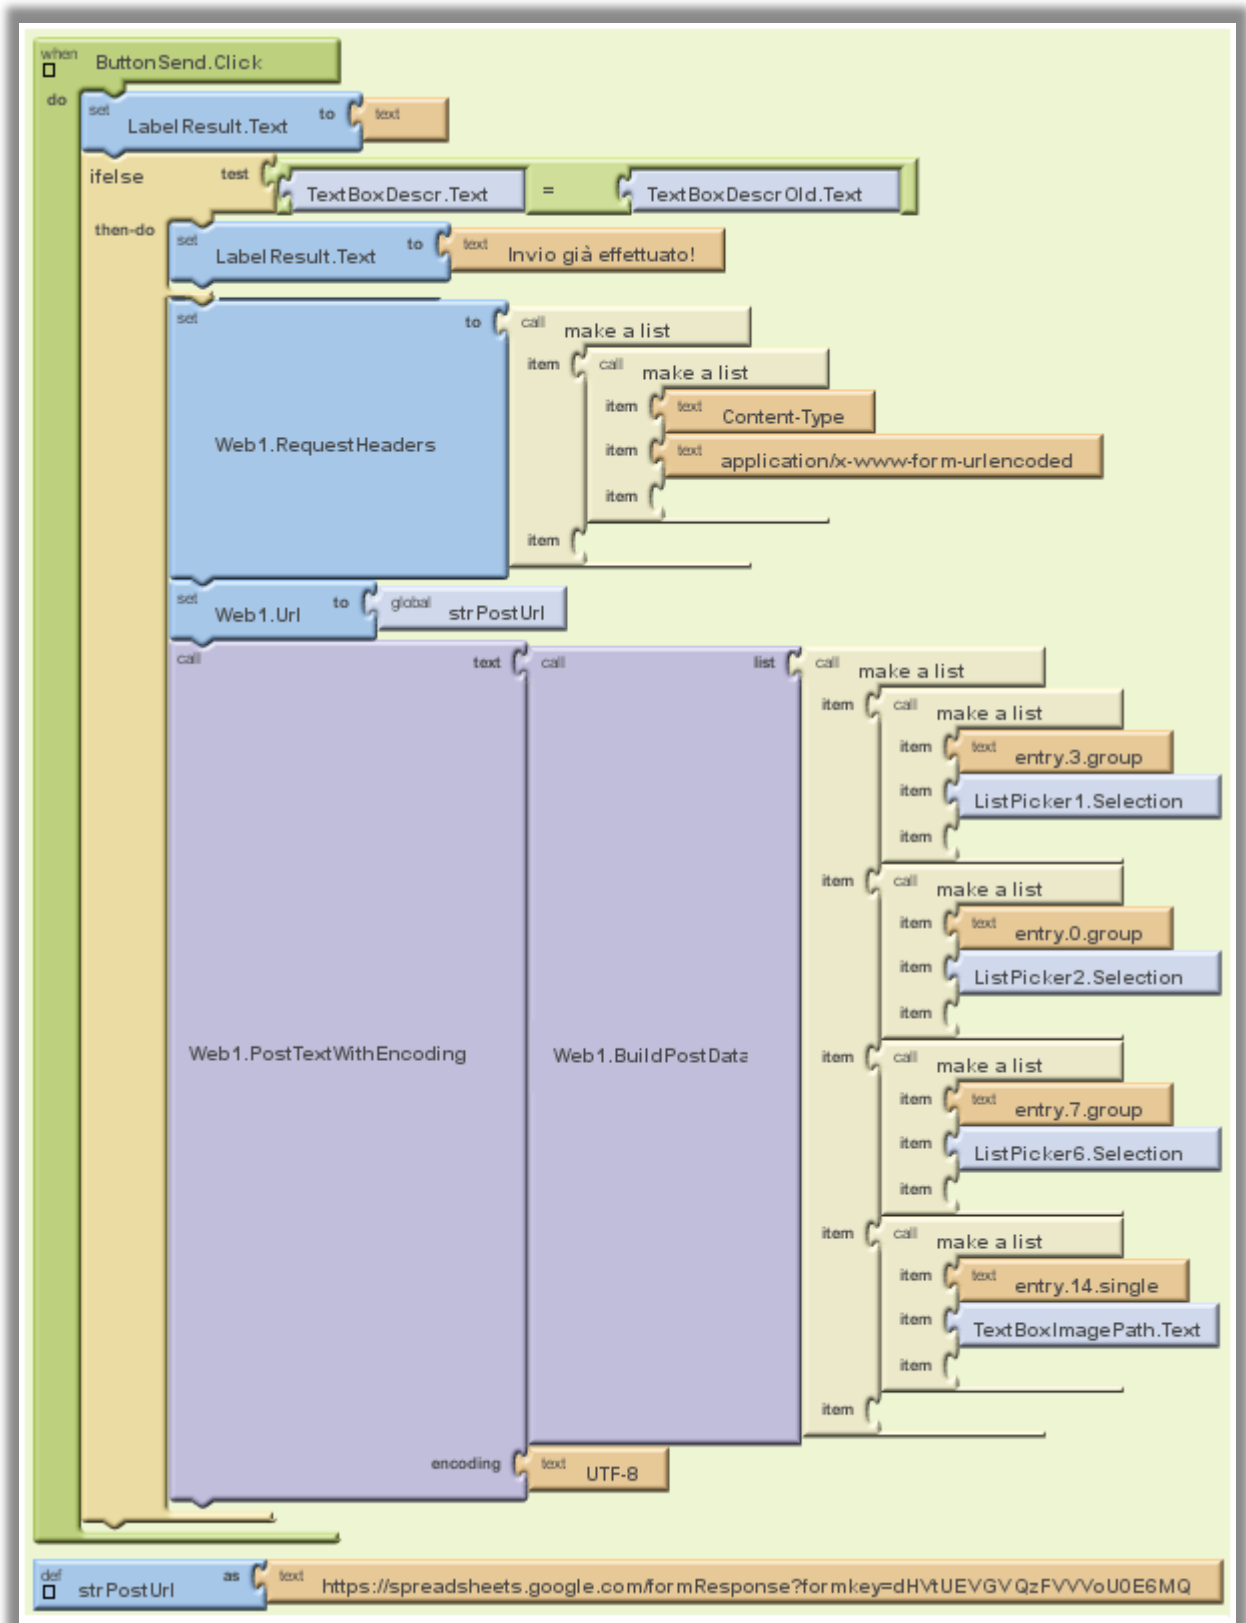 when ButtonSend.Click
do set LabelResult.Text to text
ifelse test TextBoxDescr.Text = TextBoxDescrOld.Text
then-do set LabelResult.Text to text Invio già effettuato!
set Web1.RequestHeaders to call make a list
item call make a list
item text Content-Type
item text application/x-www-form-urlencoded
item
item
set Web1.Url to global strPostUrl
call Web1.PostTextWithEncoding text call Web1.BuildPostData list call make a list
item call make a list
item text entry.3.group
item ListPicker1.Selection
item
item call make a list
item text entry.0.group
item ListPicker2.Selection
item
item call make a list
item text entry.7.group
item ListPicker6.Selection
item
item call make a list
item text entry.14.single
item TextBoxImagePath.Text
item
item
encoding text UTF-8
def strPostUrl as text https://spreadsheets.google.com/formResponse?formkey=dHVtUEVGVQzFVVVoU0E6MQ